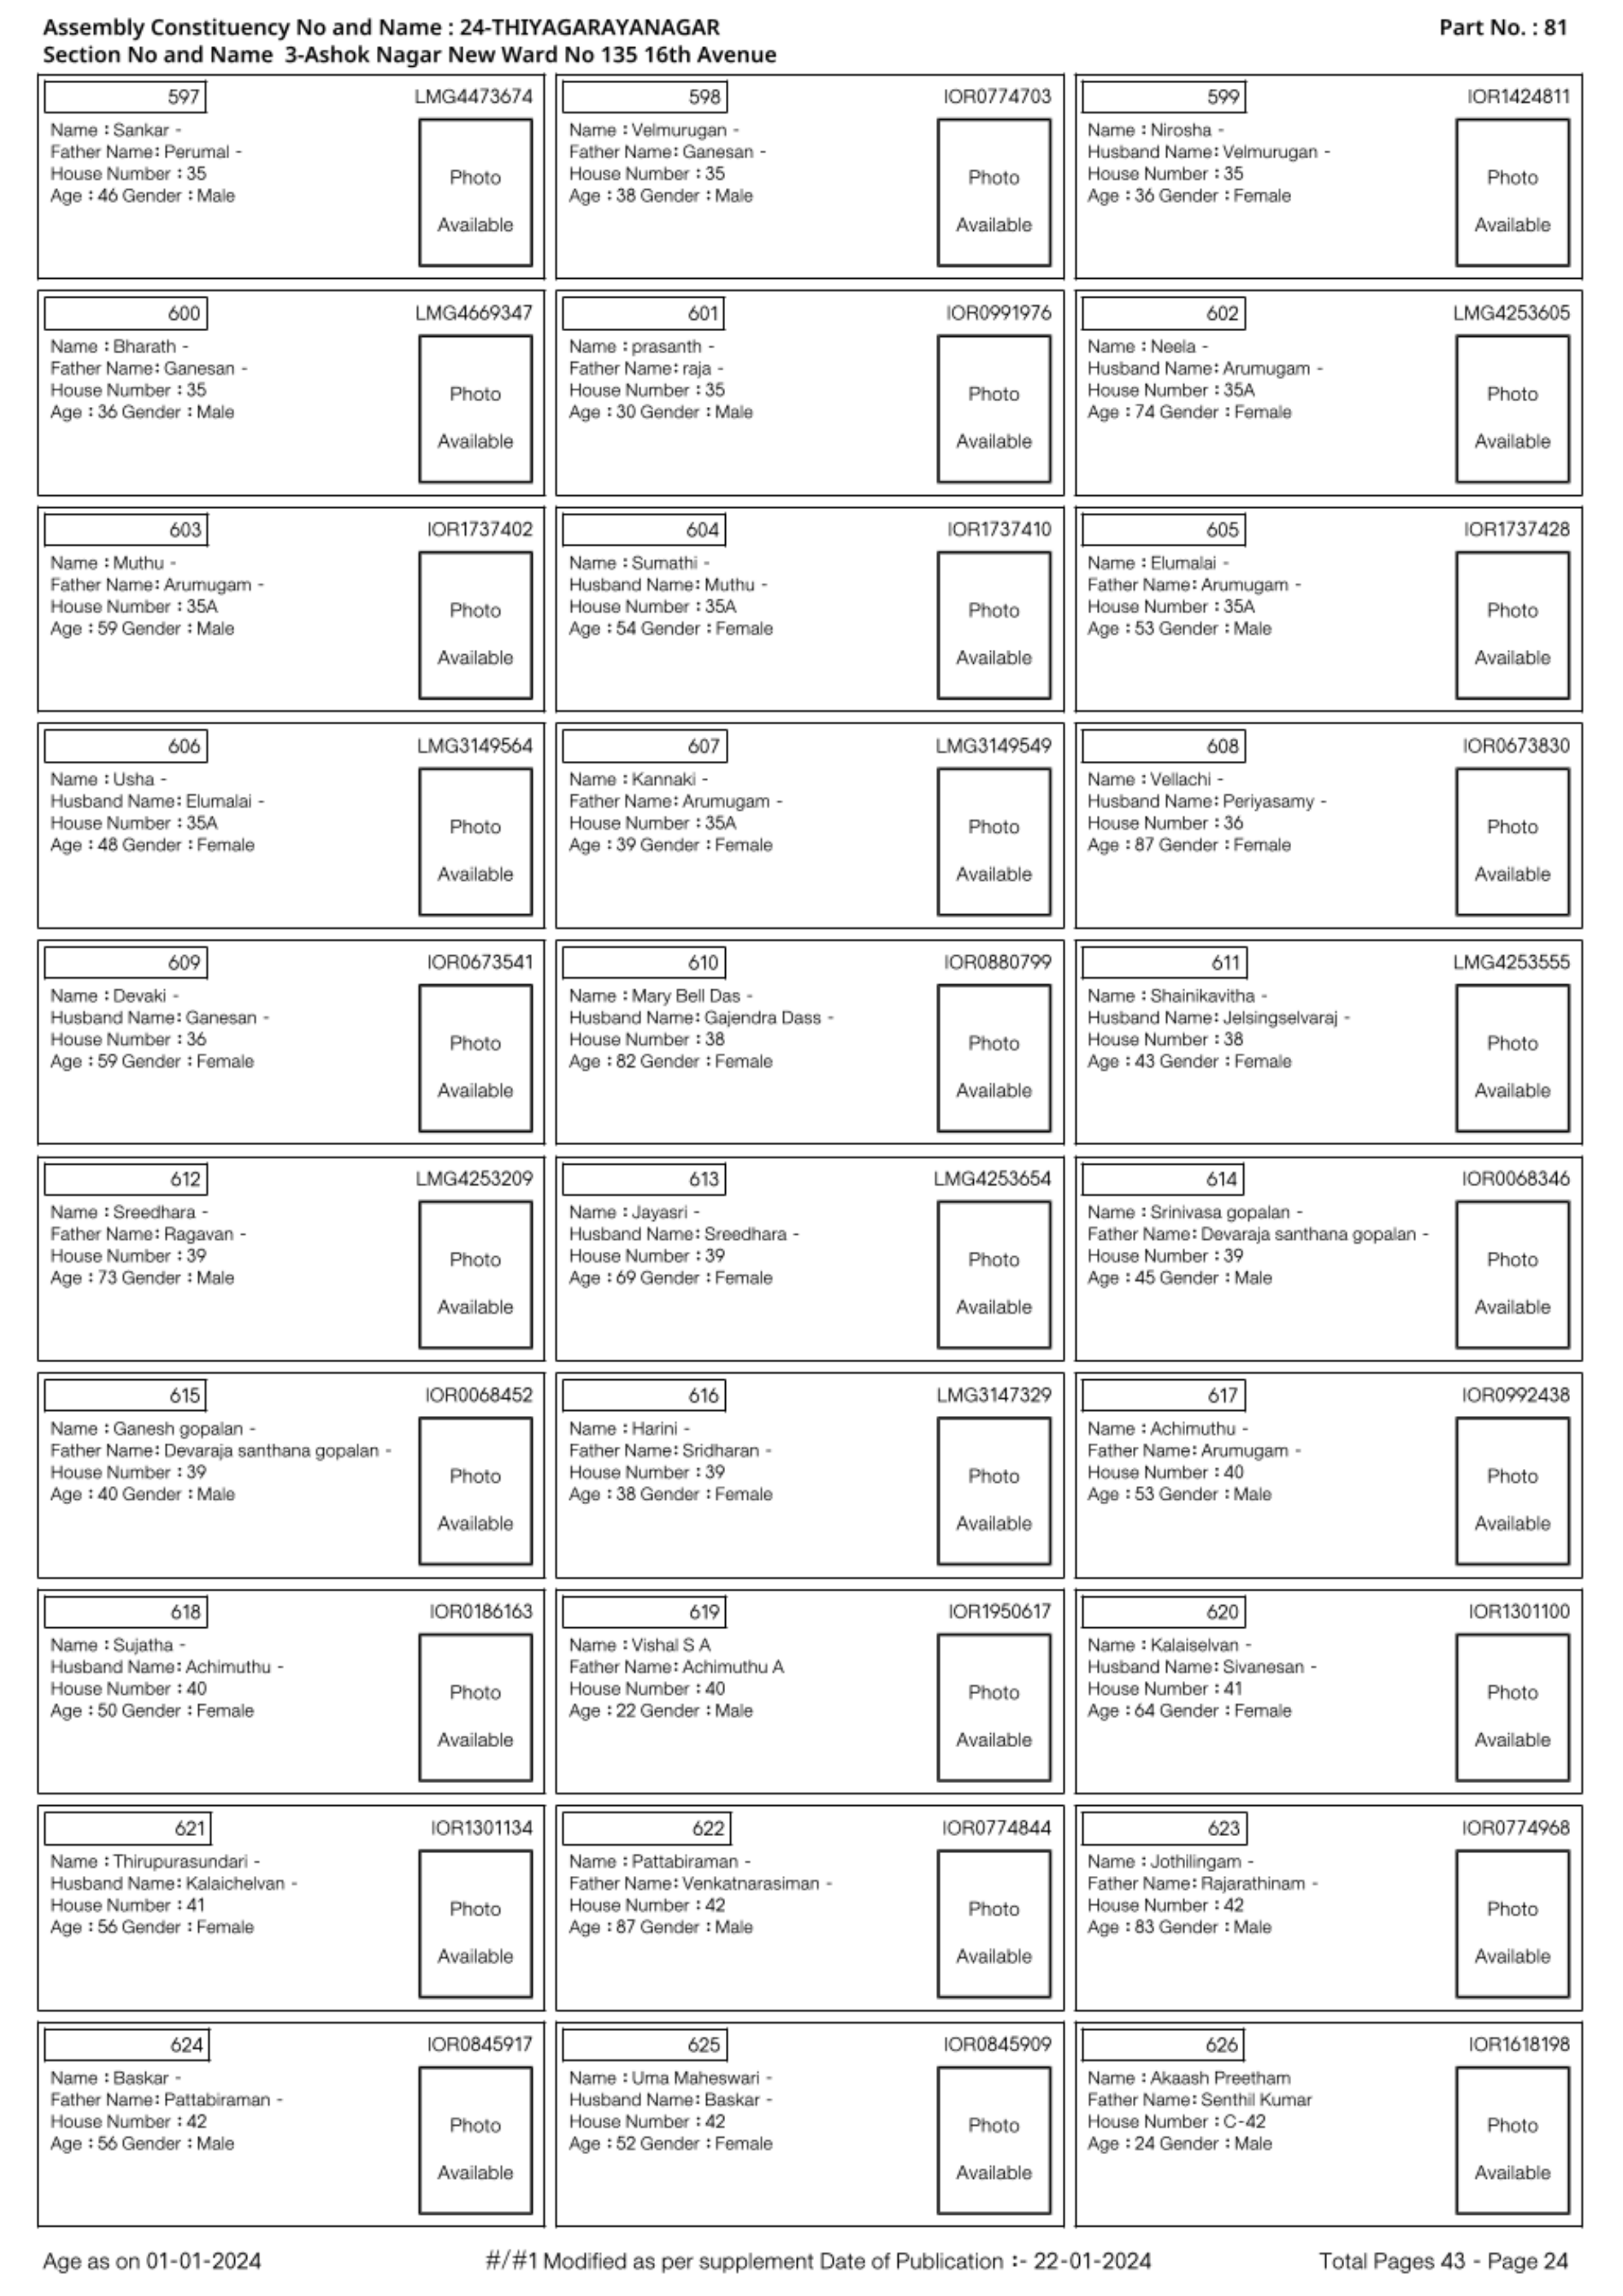 Assembly Constituency No and Name : 24-THIYAGARAYANAGAR Part No. : 81
Section No and Name 3-Ashok Nagar New Ward No 135 16th Avenue
597 LMG4473674
Name : Sankar -
Father Name: Perumal -
House Number : 35
Age : 46 Gender : Male
Photo
Available
598 IOR0774703
Name : Velmurugan -
Father Name: Ganesan -
House Number : 35
Age : 38 Gender : Male
Photo
Available
599 IOR1424811
Name : Nirosha -
Husband Name: Velmurugan -
House Number : 35
Age : 36 Gender : Female
Photo
Available
600 LMG4669347
Name : Bharath -
Father Name: Ganesan -
House Number : 35
Age : 36 Gender : Male
Photo
Available
601 IOR0991976
Name : prasanth -
Father Name: raja -
House Number : 35
Age : 30 Gender : Male
Photo
Available
602 LMG4253605
Name : Neela -
Husband Name: Arumugam -
House Number : 35A
Age : 74 Gender : Female
Photo
Available
603 IOR1737402
Name : Muthu -
Father Name: Arumugam -
House Number : 35A
Age : 59 Gender : Male
Photo
Available
604 IOR1737410
Name : Sumathi -
Husband Name: Muthu -
House Number : 35A
Age : 54 Gender : Female
Photo
Available
605 IOR1737428
Name : Elumalai -
Father Name: Arumugam -
House Number : 35A
Age : 53 Gender : Male
Photo
Available
606 LMG3149564
Name : Usha -
Husband Name: Elumalai -
House Number : 35A
Age : 48 Gender : Female
Photo
Available
607 LMG3149549
Name : Kannaki -
Father Name: Arumugam -
House Number : 35A
Age : 39 Gender : Female
Photo
Available
608 IOR0673830
Name : Vellachi -
Husband Name: Periyasamy -
House Number : 36
Age : 87 Gender : Female
Photo
Available
609 IOR0673541
Name : Devaki -
Husband Name: Ganesan -
House Number : 36
Age : 59 Gender : Female
Photo
Available
610 IOR0880799
Name : Mary Bell Das -
Husband Name: Gajendra Dass -
House Number : 38
Age : 82 Gender : Female
Photo
Available
611 LMG4253555
Name : Shainikavitha -
Husband Name: Jelsingselvaraj -
House Number : 38
Age : 43 Gender : Female
Photo
Available
612 LMG4253209
Name : Sreedhara -
Father Name: Ragavan -
House Number : 39
Age : 73 Gender : Male
Photo
Available
613 LMG4253654
Name : Jayasri -
Husband Name: Sreedhara -
House Number : 39
Age : 69 Gender : Female
Photo
Available
614 IOR0068346
Name : Srinivasa gopalan -
Father Name: Devaraja santhana gopalan -
House Number : 39
Age : 45 Gender : Male
Photo
Available
615 IOR0068452
Name : Ganesh gopalan -
Father Name: Devaraja santhana gopalan -
House Number : 39
Age : 40 Gender : Male
Photo
Available
616 LMG3147329
Name : Harini -
Father Name: Sridharan -
House Number : 39
Age : 38 Gender : Female
Photo
Available
617 IOR0992438
Name : Achimuthu -
Father Name: Arumugam -
House Number : 40
Age : 53 Gender : Male
Photo
Available
618 IOR0186163
Name : Sujatha -
Husband Name: Achimuthu -
House Number : 40
Age : 50 Gender : Female
Photo
Available
619 IOR1950617
Name : Vishal S A
Father Name: Achimuthu A
House Number : 40
Age : 22 Gender : Male
Photo
Available
620 IOR1301100
Name : Kalaiselvan -
Husband Name: Sivanesan -
House Number : 41
Age : 64 Gender : Female
Photo
Available
621 IOR1301134
Name : Thirupurasundari -
Husband Name: Kalaichelvan -
House Number : 41
Age : 56 Gender : Female
Photo
Available
622 IOR0774844
Name : Pattabiraman -
Father Name: Venkatnarasiman -
House Number : 42
Age : 87 Gender : Male
Photo
Available
623 IOR0774968
Name : Jothilingam -
Father Name: Rajarathinam -
House Number : 42
Age : 83 Gender : Male
Photo
Available
624 IOR0845917
Name : Baskar -
Father Name: Pattabiraman -
House Number : 42
Age : 56 Gender : Male
Photo
Available
625 IOR0845909
Name : Uma Maheswari -
Husband Name: Baskar -
House Number : 42
Age : 52 Gender : Female
Photo
Available
626 IOR1618198
Name : Akaash Preetham
Father Name: Senthil Kumar
House Number : C-42
Age : 24 Gender : Male
Photo
Available
Age as on 01-01-2024 #/#1 Modified as per supplement Date of Publication :- 22-01-2024 Total Pages 43 - Page 24